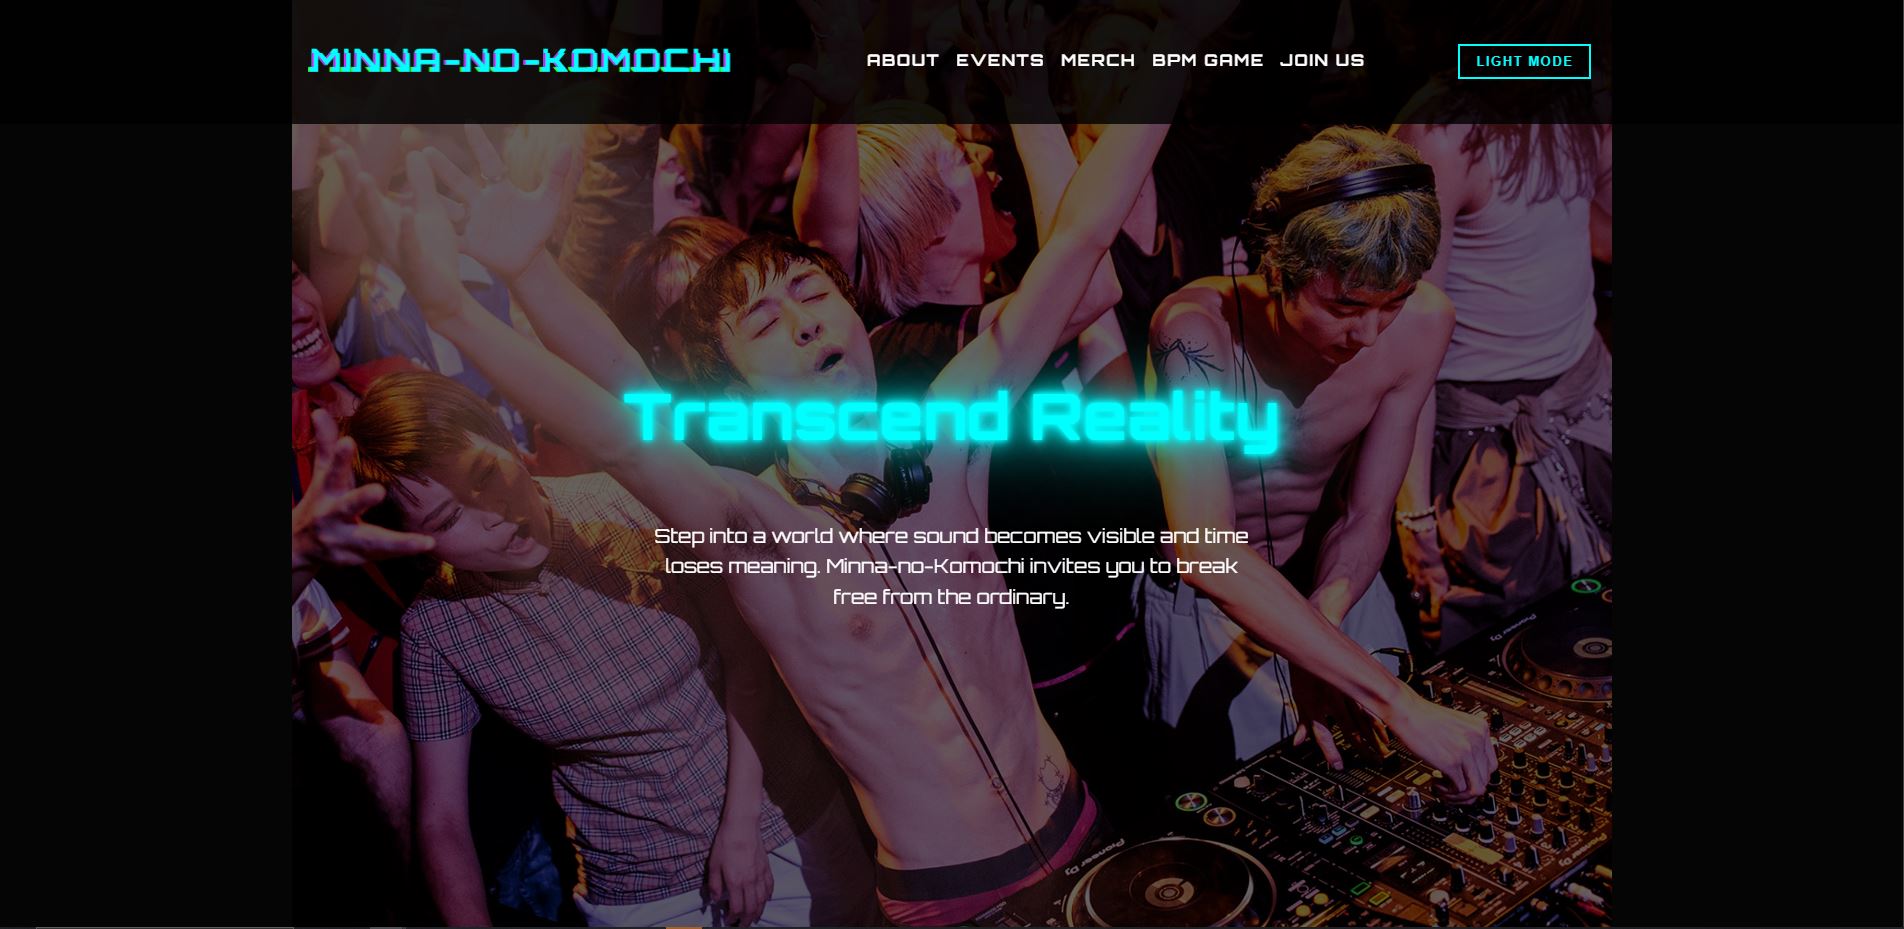 MINNA-NO-KOMOCHI
ABOUT EVENTS MERCH BPM GAME JOIN US
LIGHT MODE
Transcend Reality
Step into a world where sound becomes visible and time
loses meaning. Minna-no-Komochi invites you to break
free from the ordinary.
Pioneer DJ
Pioneer DJ